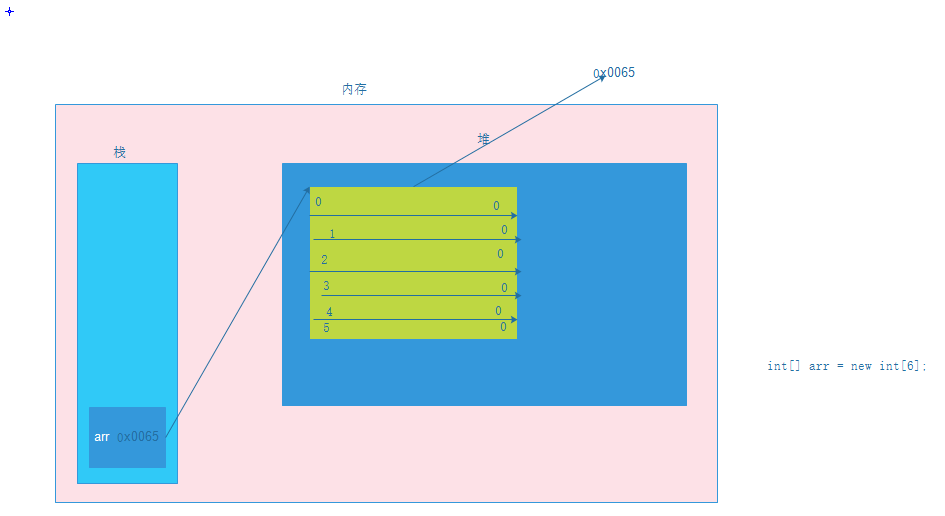 0x0065
内存
堆
栈
0 0
1 0
2 0
3 0
4 0
5 0
int[] arr = new int[6];
arr 0x0065